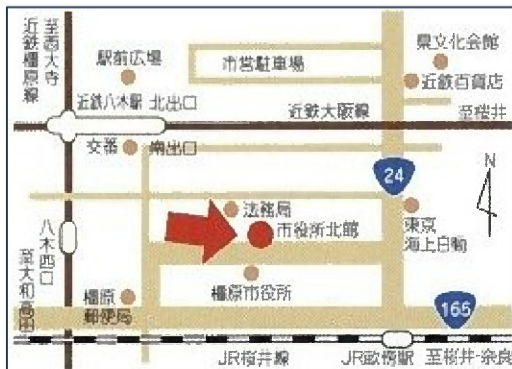 至西大寺
近鉄橿原線
駅前広場
市営駐車場
県文化会館
近鉄百貨店
近鉄八木駅 北出口
近鉄大阪線
至桜井
交番
南出口
24
N
法務局
市役所北館
東京
海上日動
八木西口
至大和高田
橿原
郵便局
橿原市役所
165
JR桜井線
JR畝傍駅
至桜井・奈良